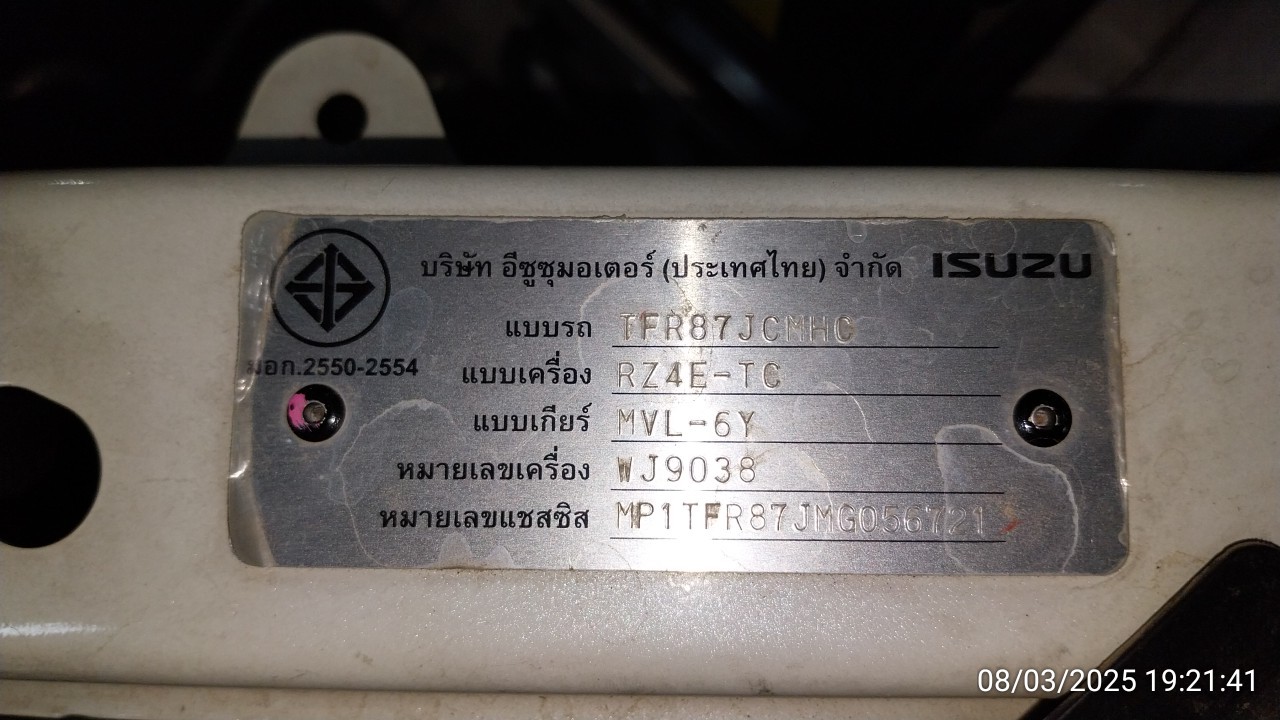 บริษัท อีซูซุมอเตอร์ (ประเทศไทย) จำกัด ISUZU
แบบรถ TFR87JCMHC
มอก.2550-2554
แบบเครื่อง RZ4E-TC
แบบเกียร์ MVL-6Y
หมายเลขเครื่อง WJ9038
หมายเลขแชสซิส MP1TFR87JMG056721
08/03/2025 19:21:41